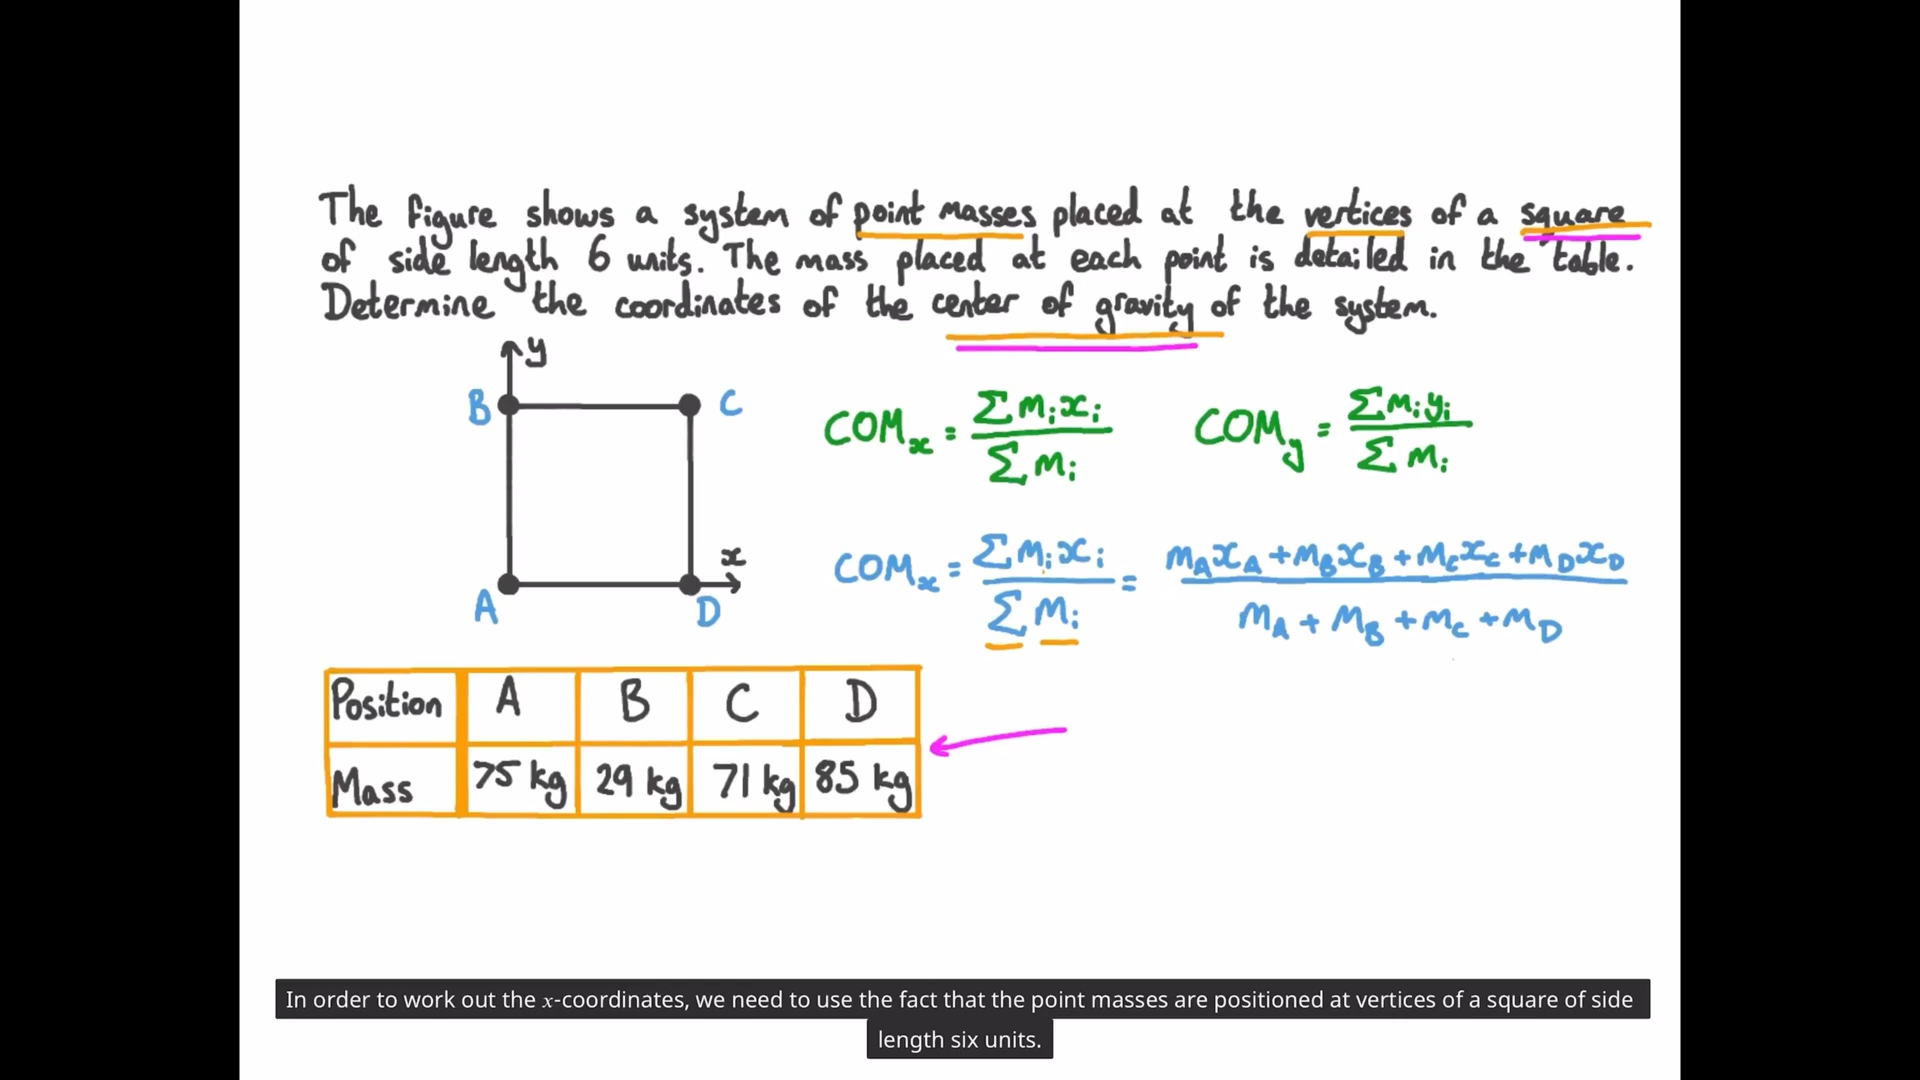 The figure shows a system of point masses placed at the vertices of a square
of side length 6 units. The mass placed at each point is detailed in the table.
Determine the coordinates of the center of gravity of the system.
y
B C
x
A D
COMx = ΣMixi / ΣMi COMy = ΣMiyi / ΣMi
COMx = ΣMixi / ΣMi = (MAxA + MBxB + MCxC + MDxD) / (MA + MB + MC + MD)
Position A B C D
Mass 75 kg 29 kg 71 kg 85 kg
In order to work out the x-coordinates, we need to use the fact that the point masses are positioned at vertices of a square of side
length six units.